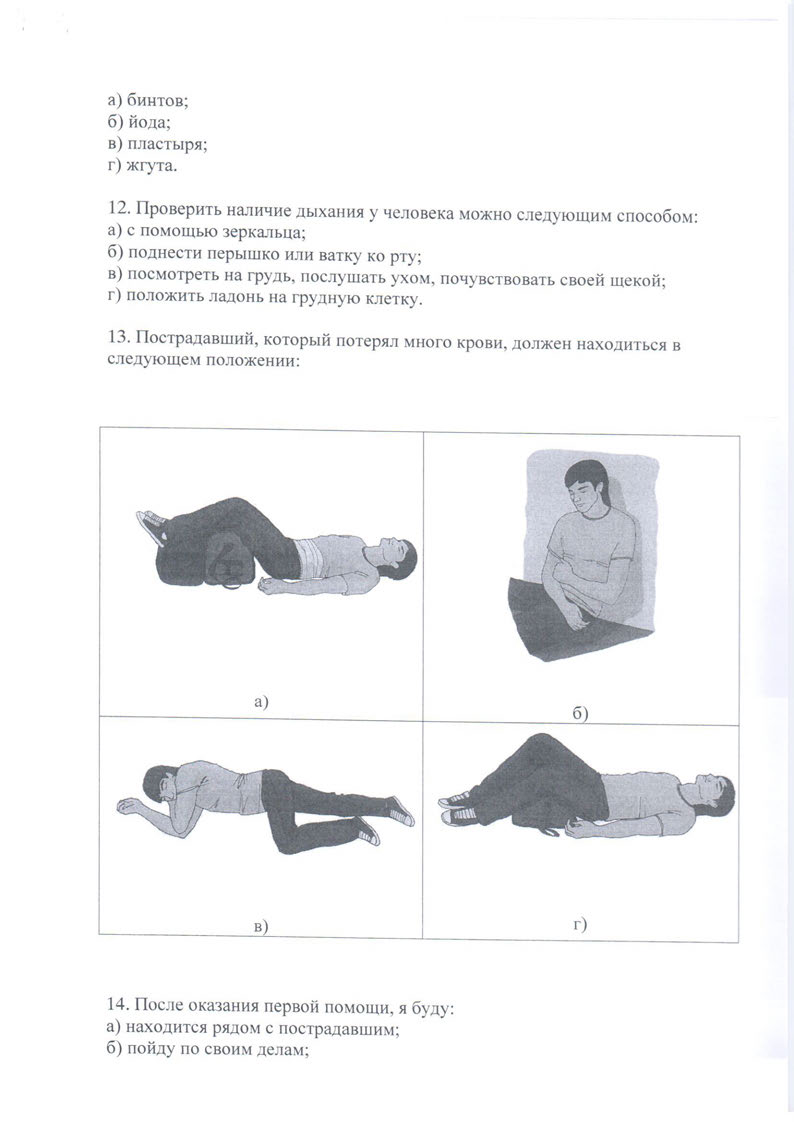 а) бинтов;
б) йода;
в) пластыря;
г) жгута.
12. Проверить наличие дыхания у человека можно следующим способом:
а) с помощью зеркальца;
б) поднести перышко или ватку ко рту;
в) посмотреть на грудь, послушать ухом, почувствовать своей щекой;
г) положить ладонь на грудную клетку.
13. Пострадавший, который потерял много крови, должен находиться в
следующем положении:
а)
б)
в)
г)
14. После оказания первой помощи, я буду:
а) находится рядом с пострадавшим;
б) пойду по своим делам;